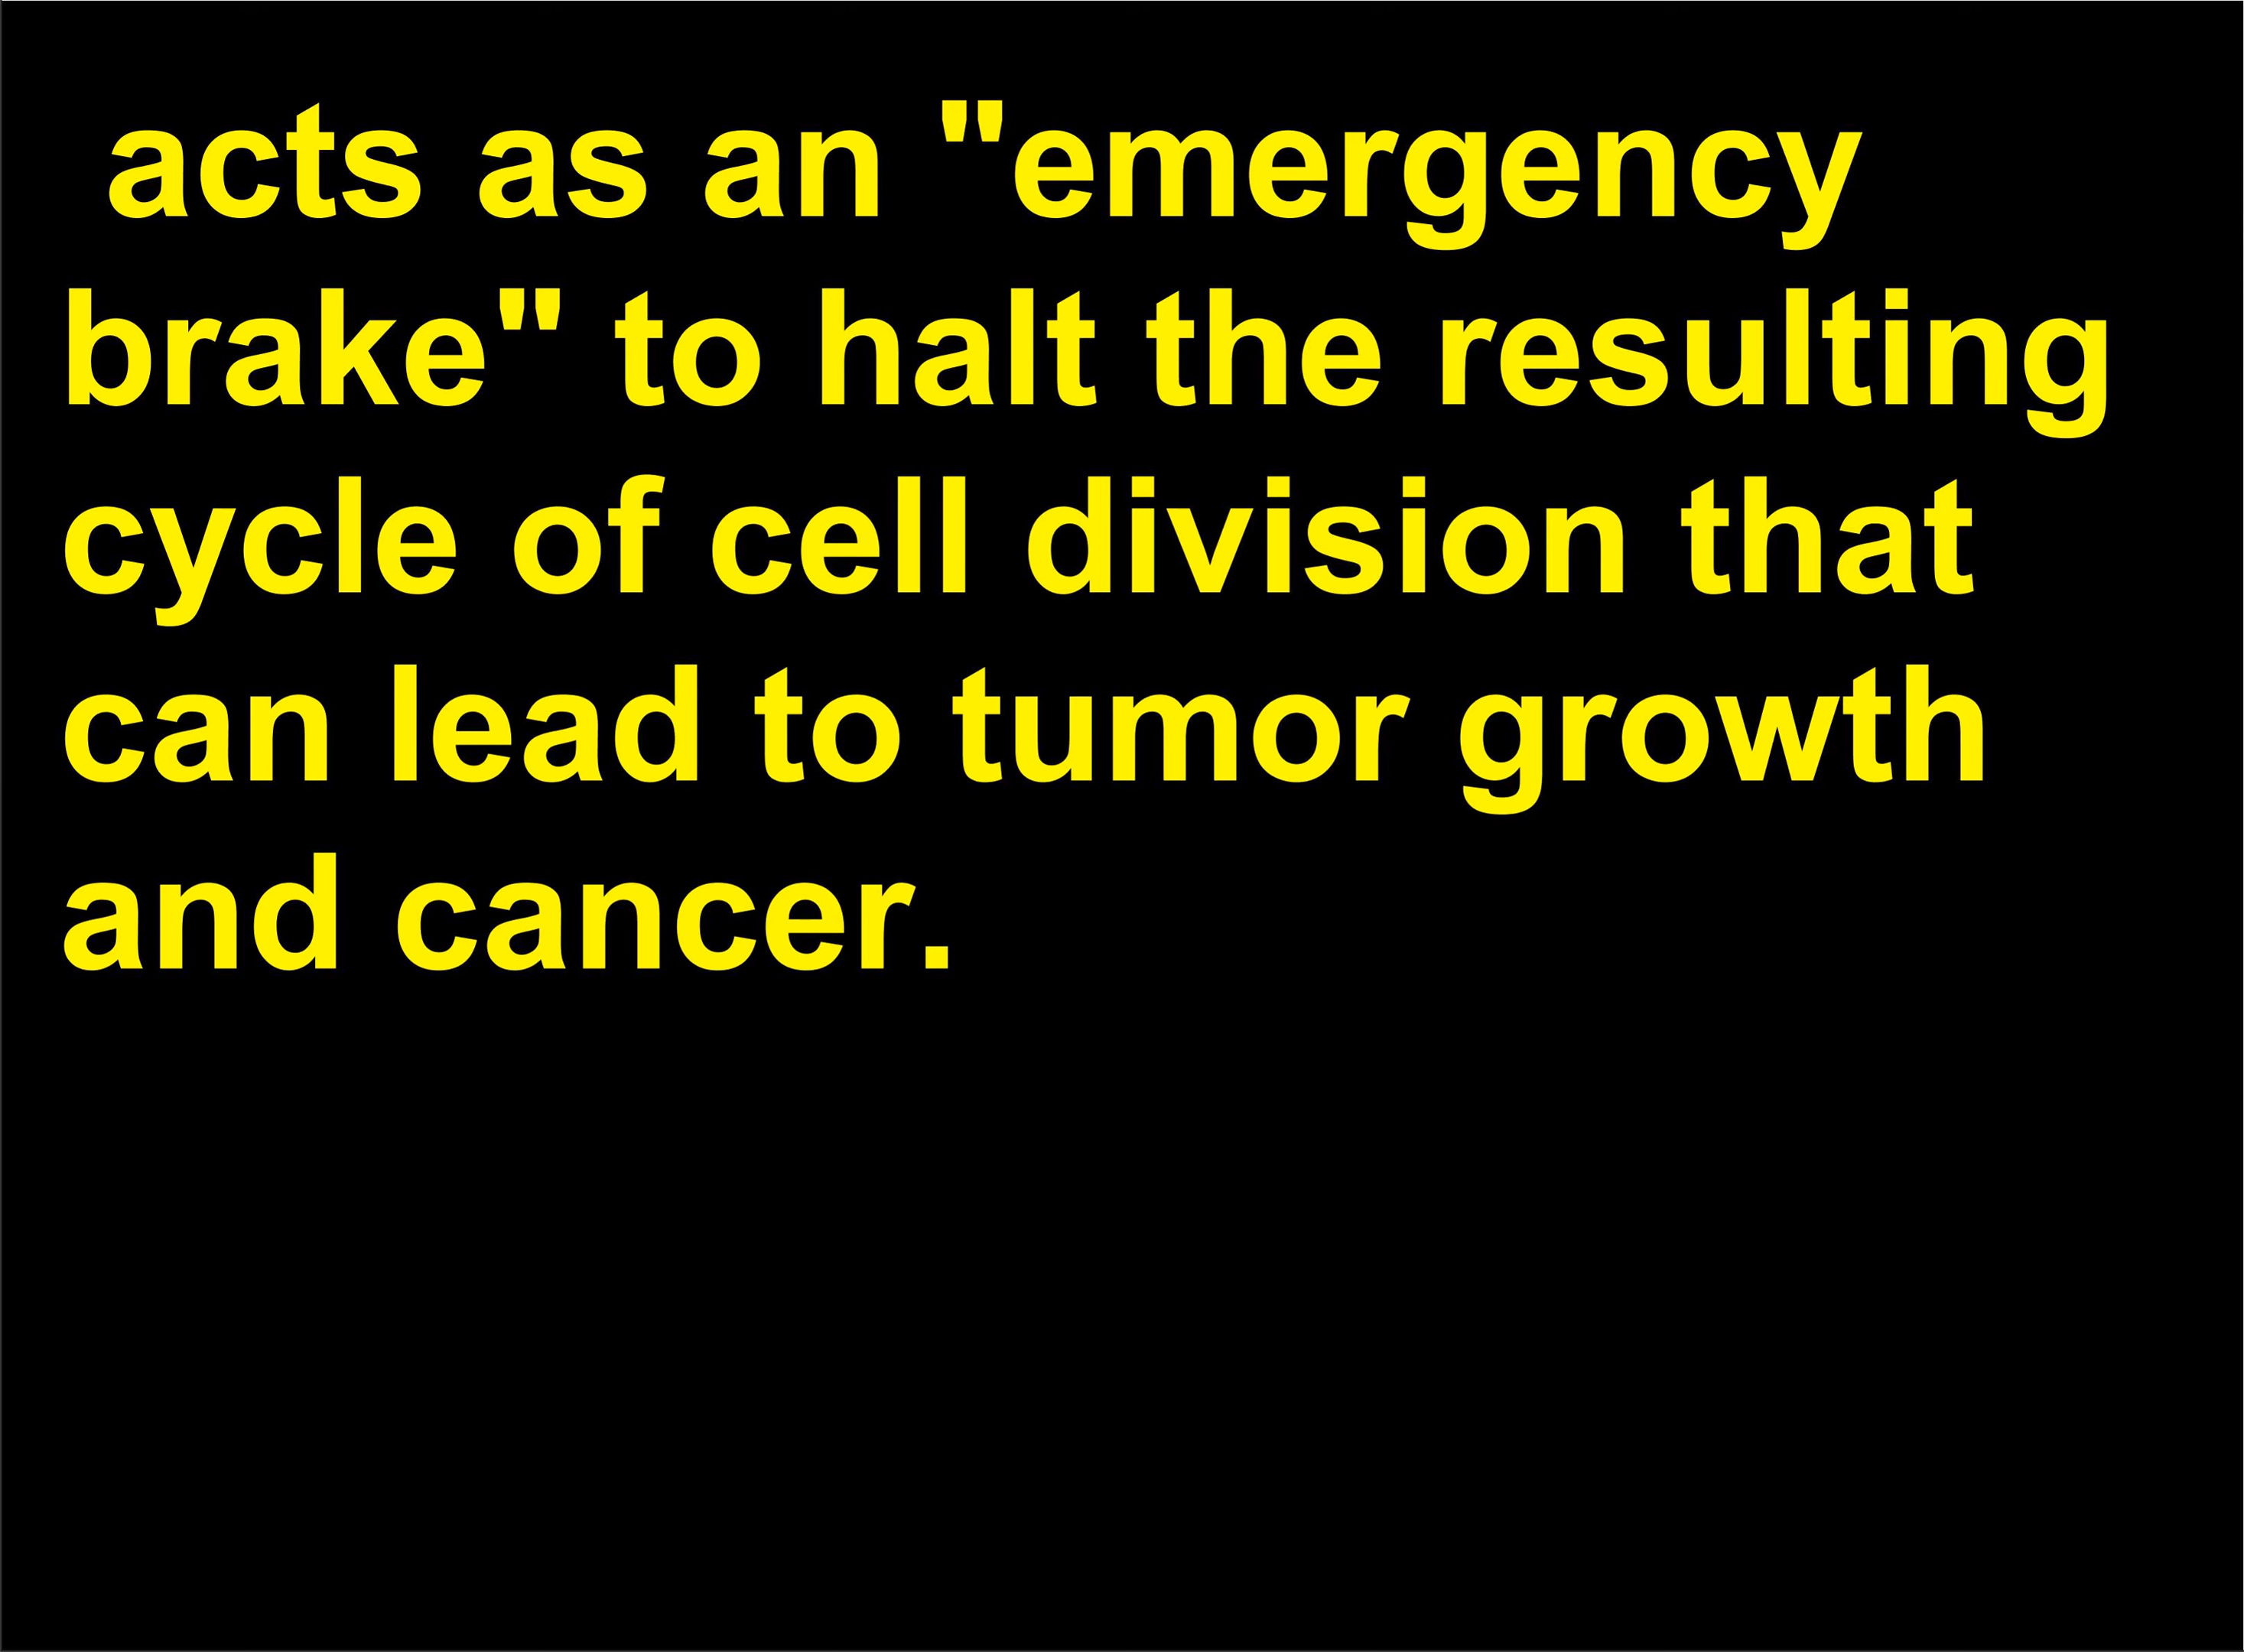 acts as an "emergency
brake" to halt the resulting
cycle of cell division that
can lead to tumor growth
and cancer.